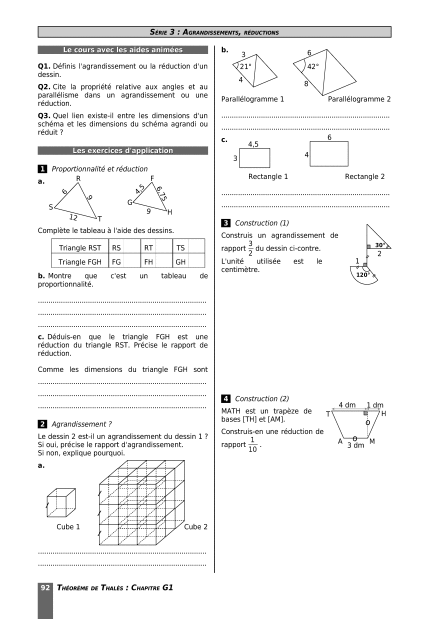 SÉRIE 3 : AGRANDISSEMENTS, RÉDUCTIONS
Le cours avec les aides animées
Q1. Définis l'agrandissement ou la réduction d'un
dessin.
Q2. Cite la propriété relative aux angles et au
parallélisme dans un agrandissement ou une
réduction.
Q3. Quel lien existe-il entre les dimensions d'un
schéma et les dimensions du schéma agrandi ou
réduit ?
Les exercices d'application
1 Proportionnalité et réduction
a.
R
6
9
S
12
T
F
4,5
6,75
G
9
H
Complète le tableau à l'aide des dessins.
Triangle RST RS RT TS
Triangle FGH FG FH GH
b. Montre que c'est un tableau de
proportionnalité.
c. Déduis-en que le triangle FGH est une
réduction du triangle RST. Précise le rapport de
réduction.
Comme les dimensions du triangle FGH sont
2 Agrandissement ?
Le dessin 2 est-il un agrandissement du dessin 1 ?
Si oui, précise le rapport d'agrandissement.
Si non, explique pourquoi.
a.
Cube 1
Cube 2
b.
3
21°
4
6
42°
8
Parallélogramme 1
Parallélogramme 2
c.
4,5
3
6
4
Rectangle 1
Rectangle 2
3 Construction (1)
Construis un agrandissement de
rapport 3/2 du dessin ci-contre.
L'unité utilisée est le
centimètre.
30°
2
1
120°
4 Construction (2)
MATH est un trapèze de
bases [TH] et [AM].
Construis-en une réduction de
rapport 1/10 .
4 dm
1 dm
T
H
A
M
3 dm
92 THÉORÈME DE THALÈS : CHAPITRE G1